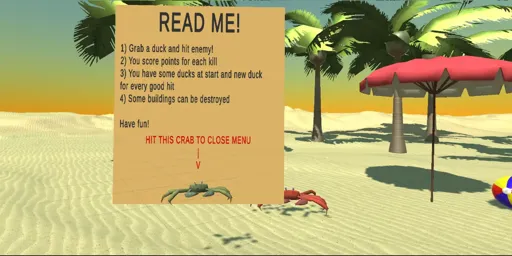 READ ME!
1) Grab a duck and hit enemy!
2) You score points for each kill
3) You have some ducks at start and new duck
for every good hit
4) Some buildings can be destroyed
Have fun!
HIT THIS CRAB TO CLOSE MENU
|
V